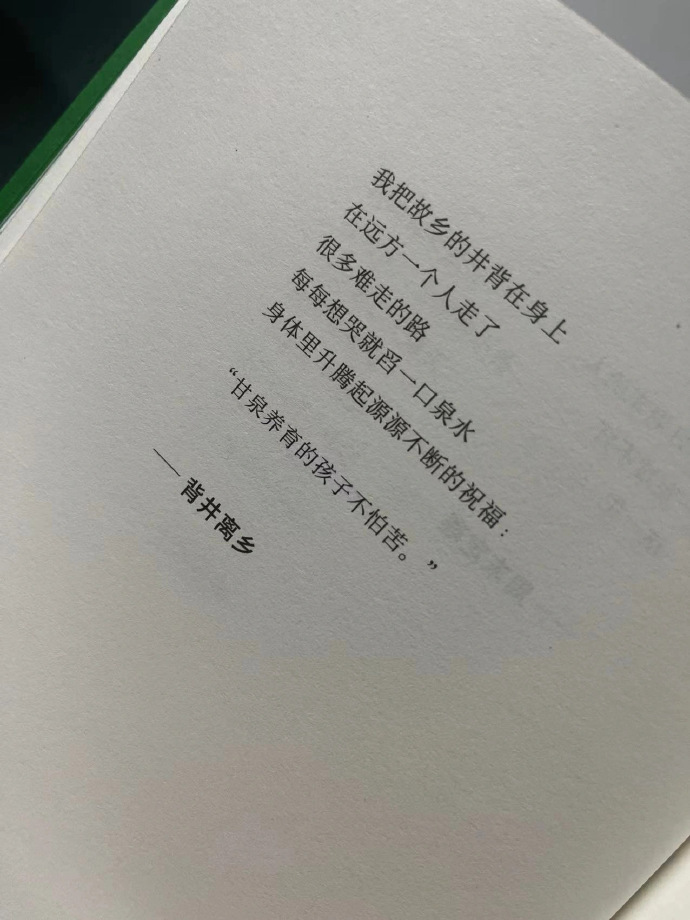 我把故乡的井背在身上
在远方一个人走了
很多难走的路
每每想哭就舀一口泉水
身体里升腾起源源不断的祝福：
“甘泉养育的孩子不怕苦。”
——背井离乡